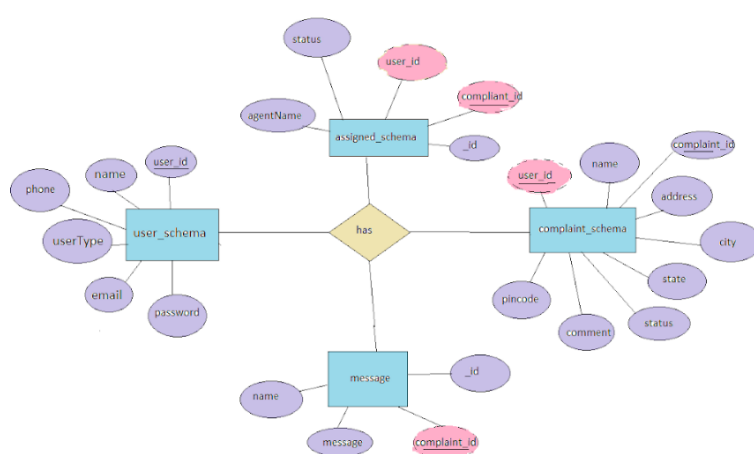 status
user_id
compliant_id
agentName
assigned_schema
_id
name
user_id
phone
userType
user_schema
email
password
has
user_id
name
complaint_id
address
complaint_schema
city
state
pincode
comment
status
message
_id
name
message
complaint_id